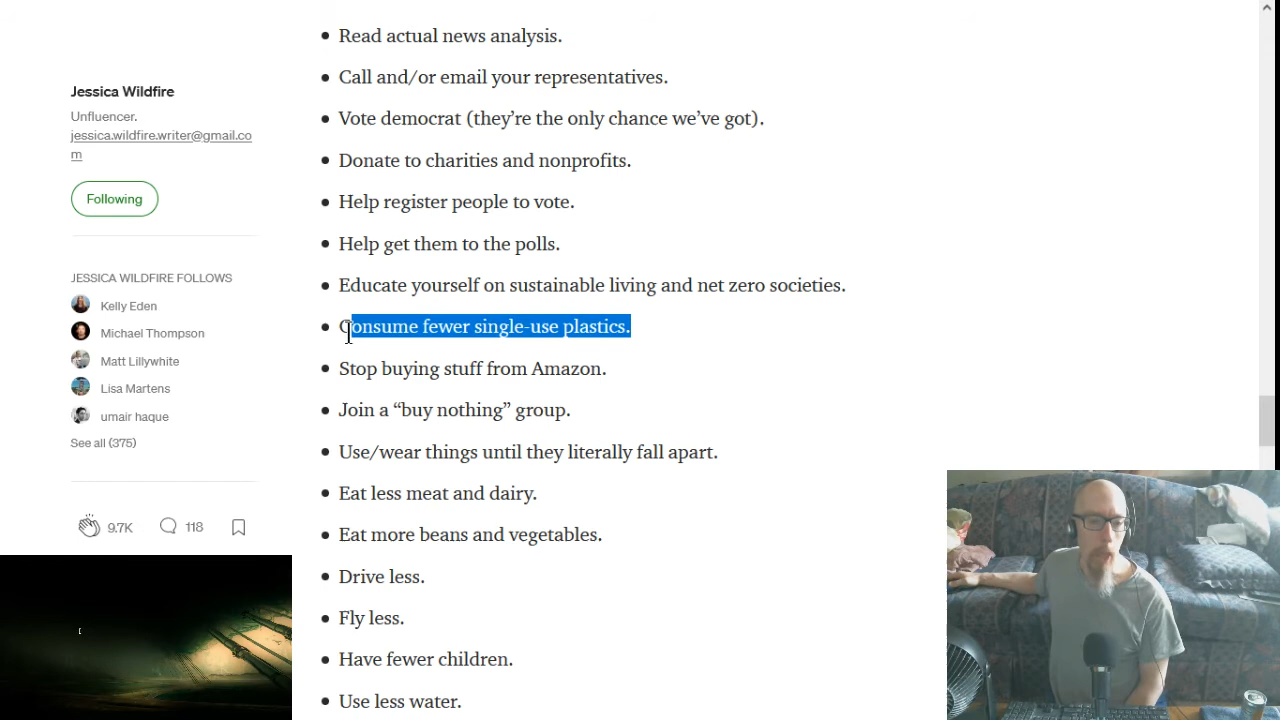 Jessica Wildfire
Unfluencer.
jessica.wildfire.writer@gmail.co
m
Following
JESSICA WILDFIRE FOLLOWS
Kelly Eden
Michael Thompson
Matt Lillywhite
Lisa Martens
umair haque
See all (375)
9.7K 118
• Read actual news analysis.
• Call and/or email your representatives.
• Vote democrat (they’re the only chance we’ve got).
• Donate to charities and nonprofits.
• Help register people to vote.
• Help get them to the polls.
• Educate yourself on sustainable living and net zero societies.
• Consume fewer single-use plastics.
• Stop buying stuff from Amazon.
• Join a “buy nothing” group.
• Use/wear things until they literally fall apart.
• Eat less meat and dairy.
• Eat more beans and vegetables.
• Drive less.
• Fly less.
• Have fewer children.
• Use less water.